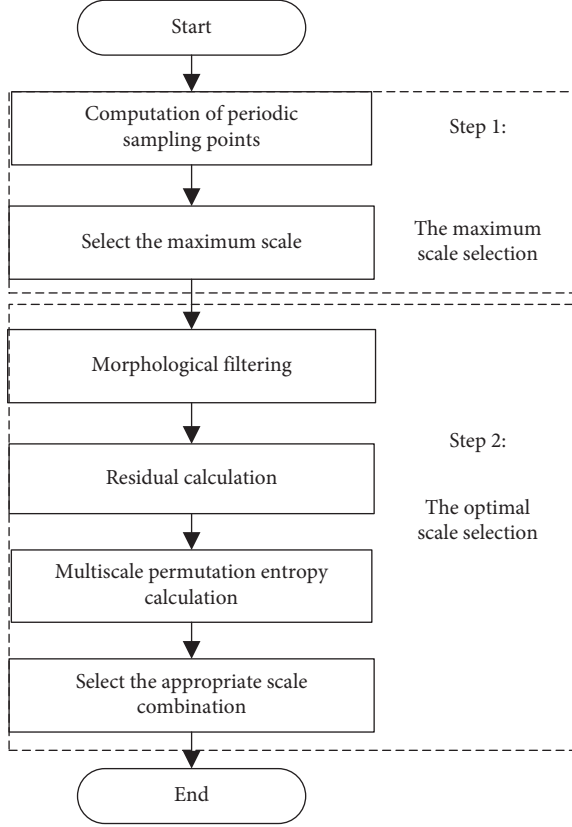 Start
Computation of periodic
sampling points
Step 1:
Select the maximum scale
The maximum
scale selection
Morphological filtering
Step 2:
Residual calculation
The optimal
scale selection
Multiscale permutation entropy
calculation
Select the appropriate scale
combination
End